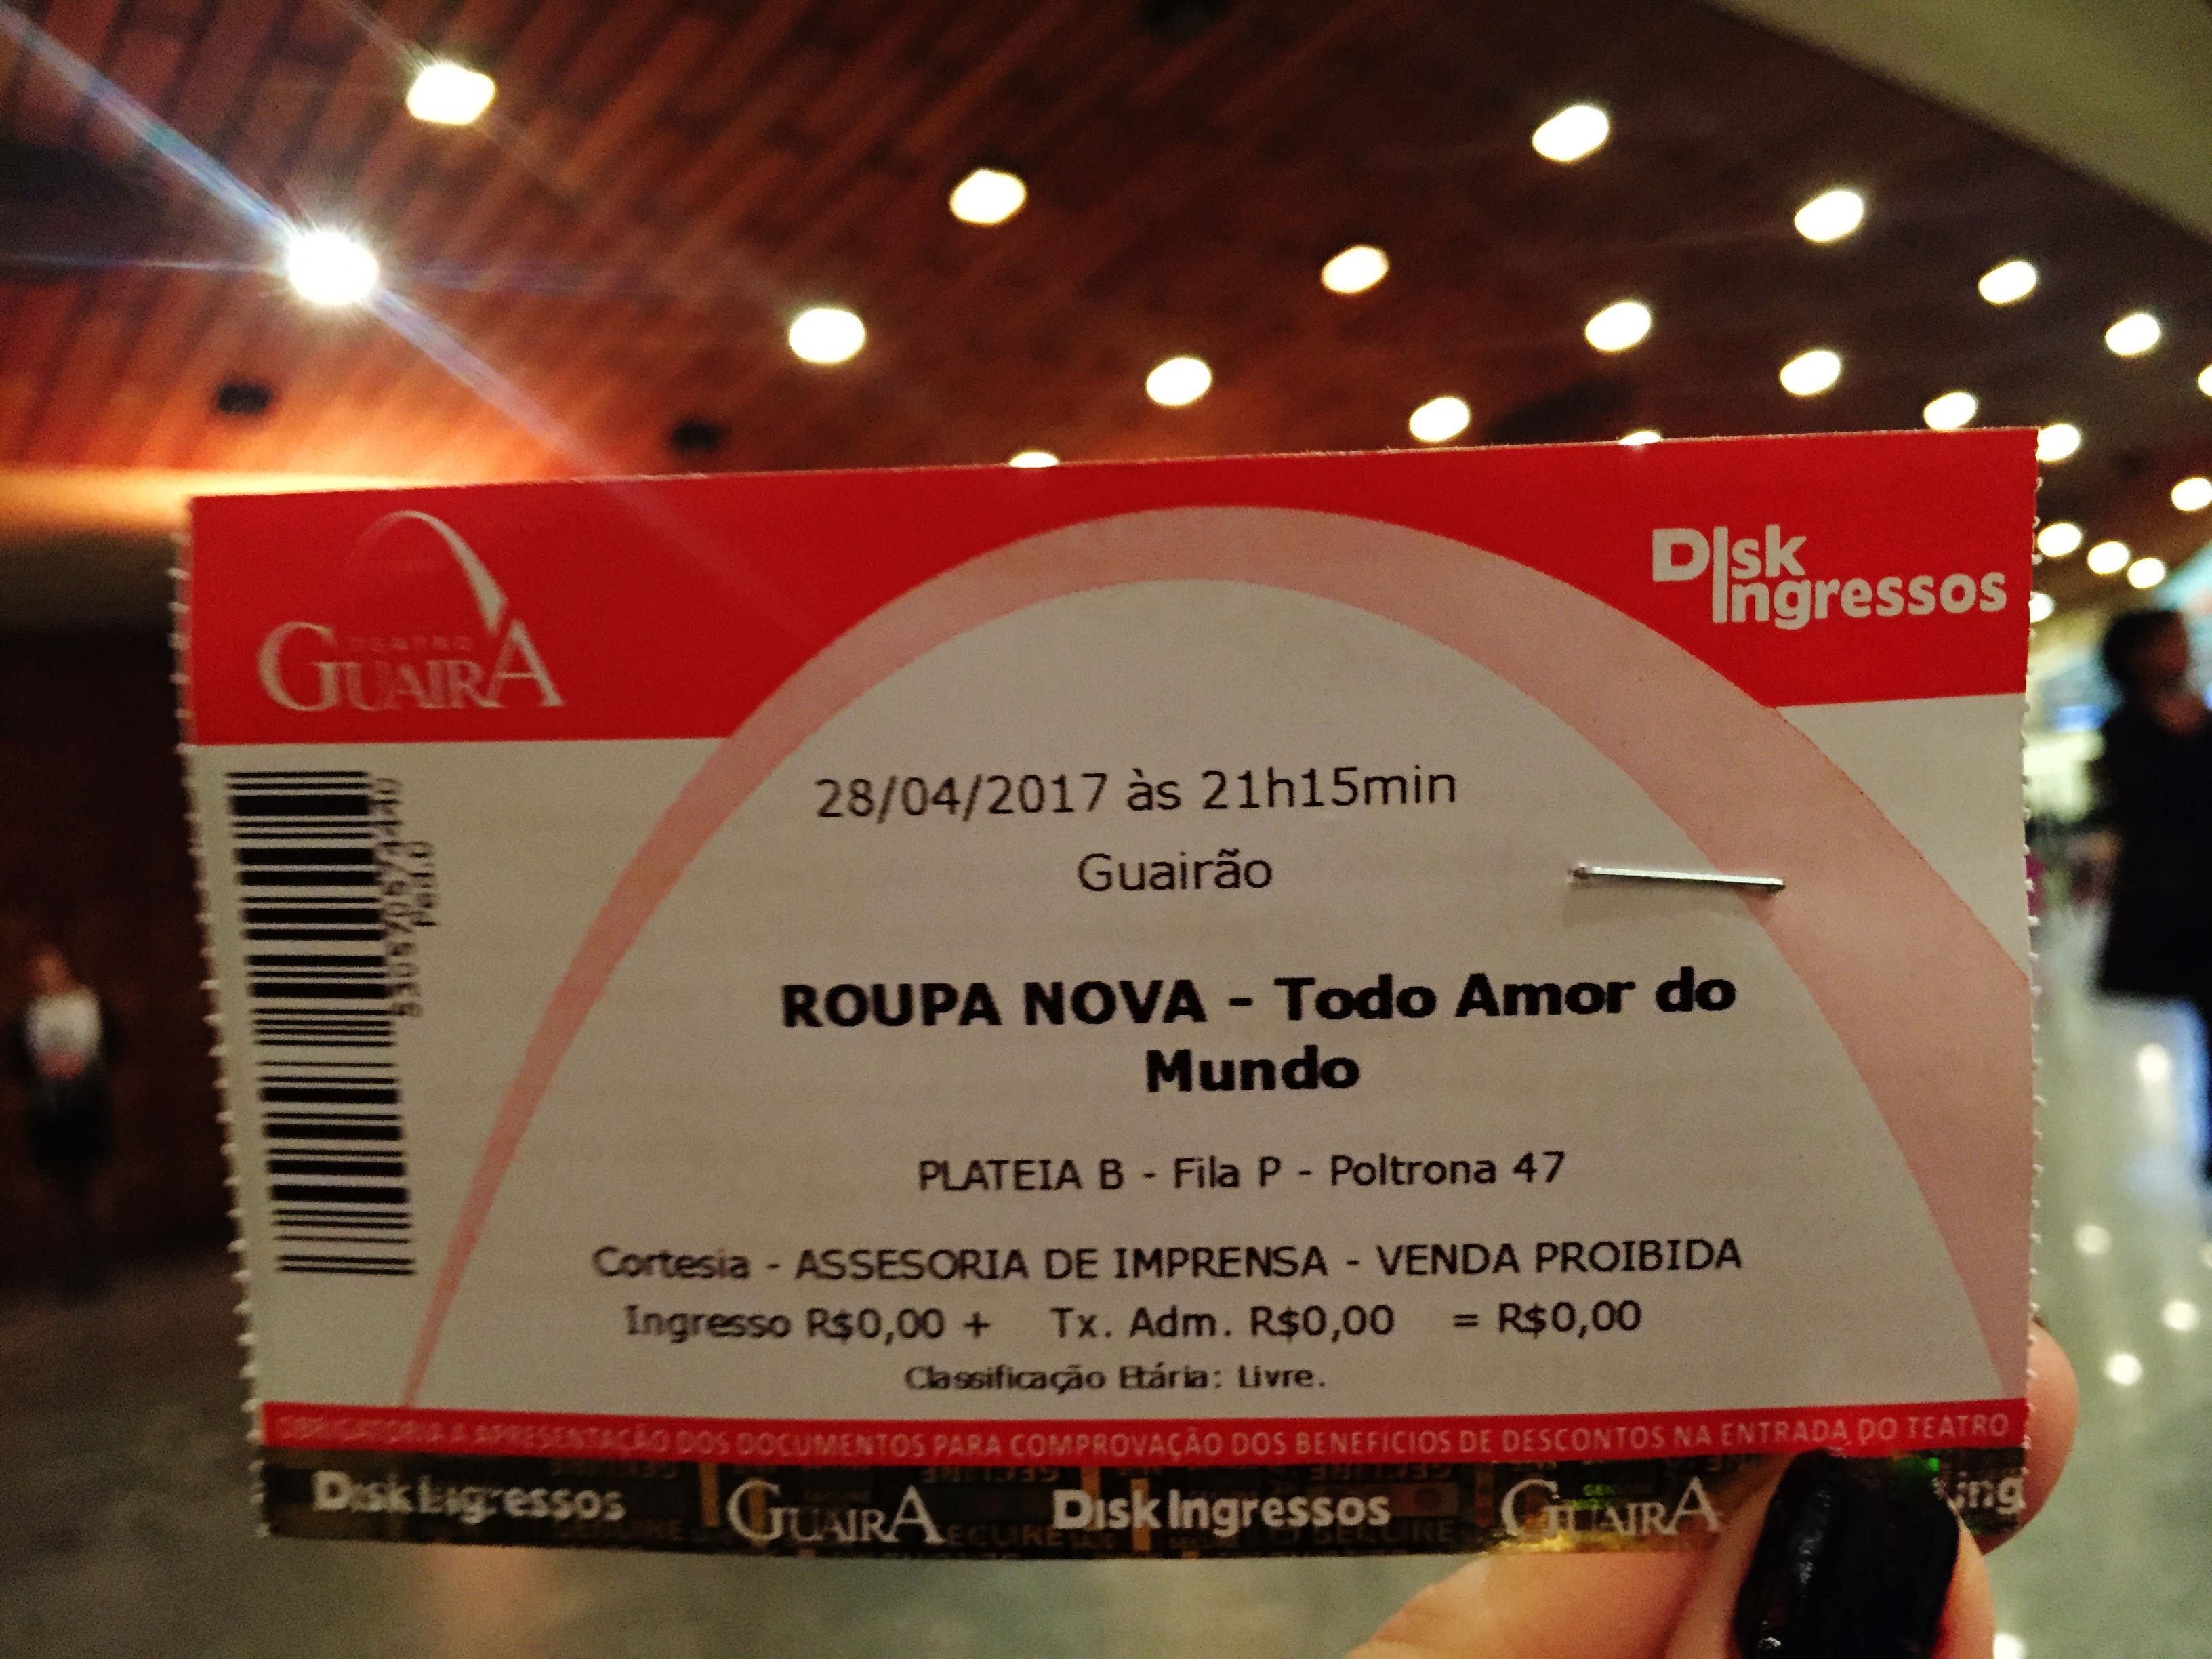 TEATRO
GUAIRA
DIsk
Ingressos
28/04/2017 às 21h15min
Guairão
ROUPA NOVA - Todo Amor do
Mundo
PLATEIA B - Fila P - Poltrona 47
Cortesia - ASSESORIA DE IMPRENSA - VENDA PROIBIDA
Ingresso R$0,00 + Tx. Adm. R$0,00 = R$0,00
Classificação Etária: Livre.
OBRIGATÓRIA A APRESENTAÇÃO DOS DOCUMENTOS PARA COMPROVAÇÃO DOS BENEFÍCIOS DE DESCONTOS NA ENTRADA DO TEATRO
DIsk Ingressos GUAIRA DIsk Ingressos GUAIRA